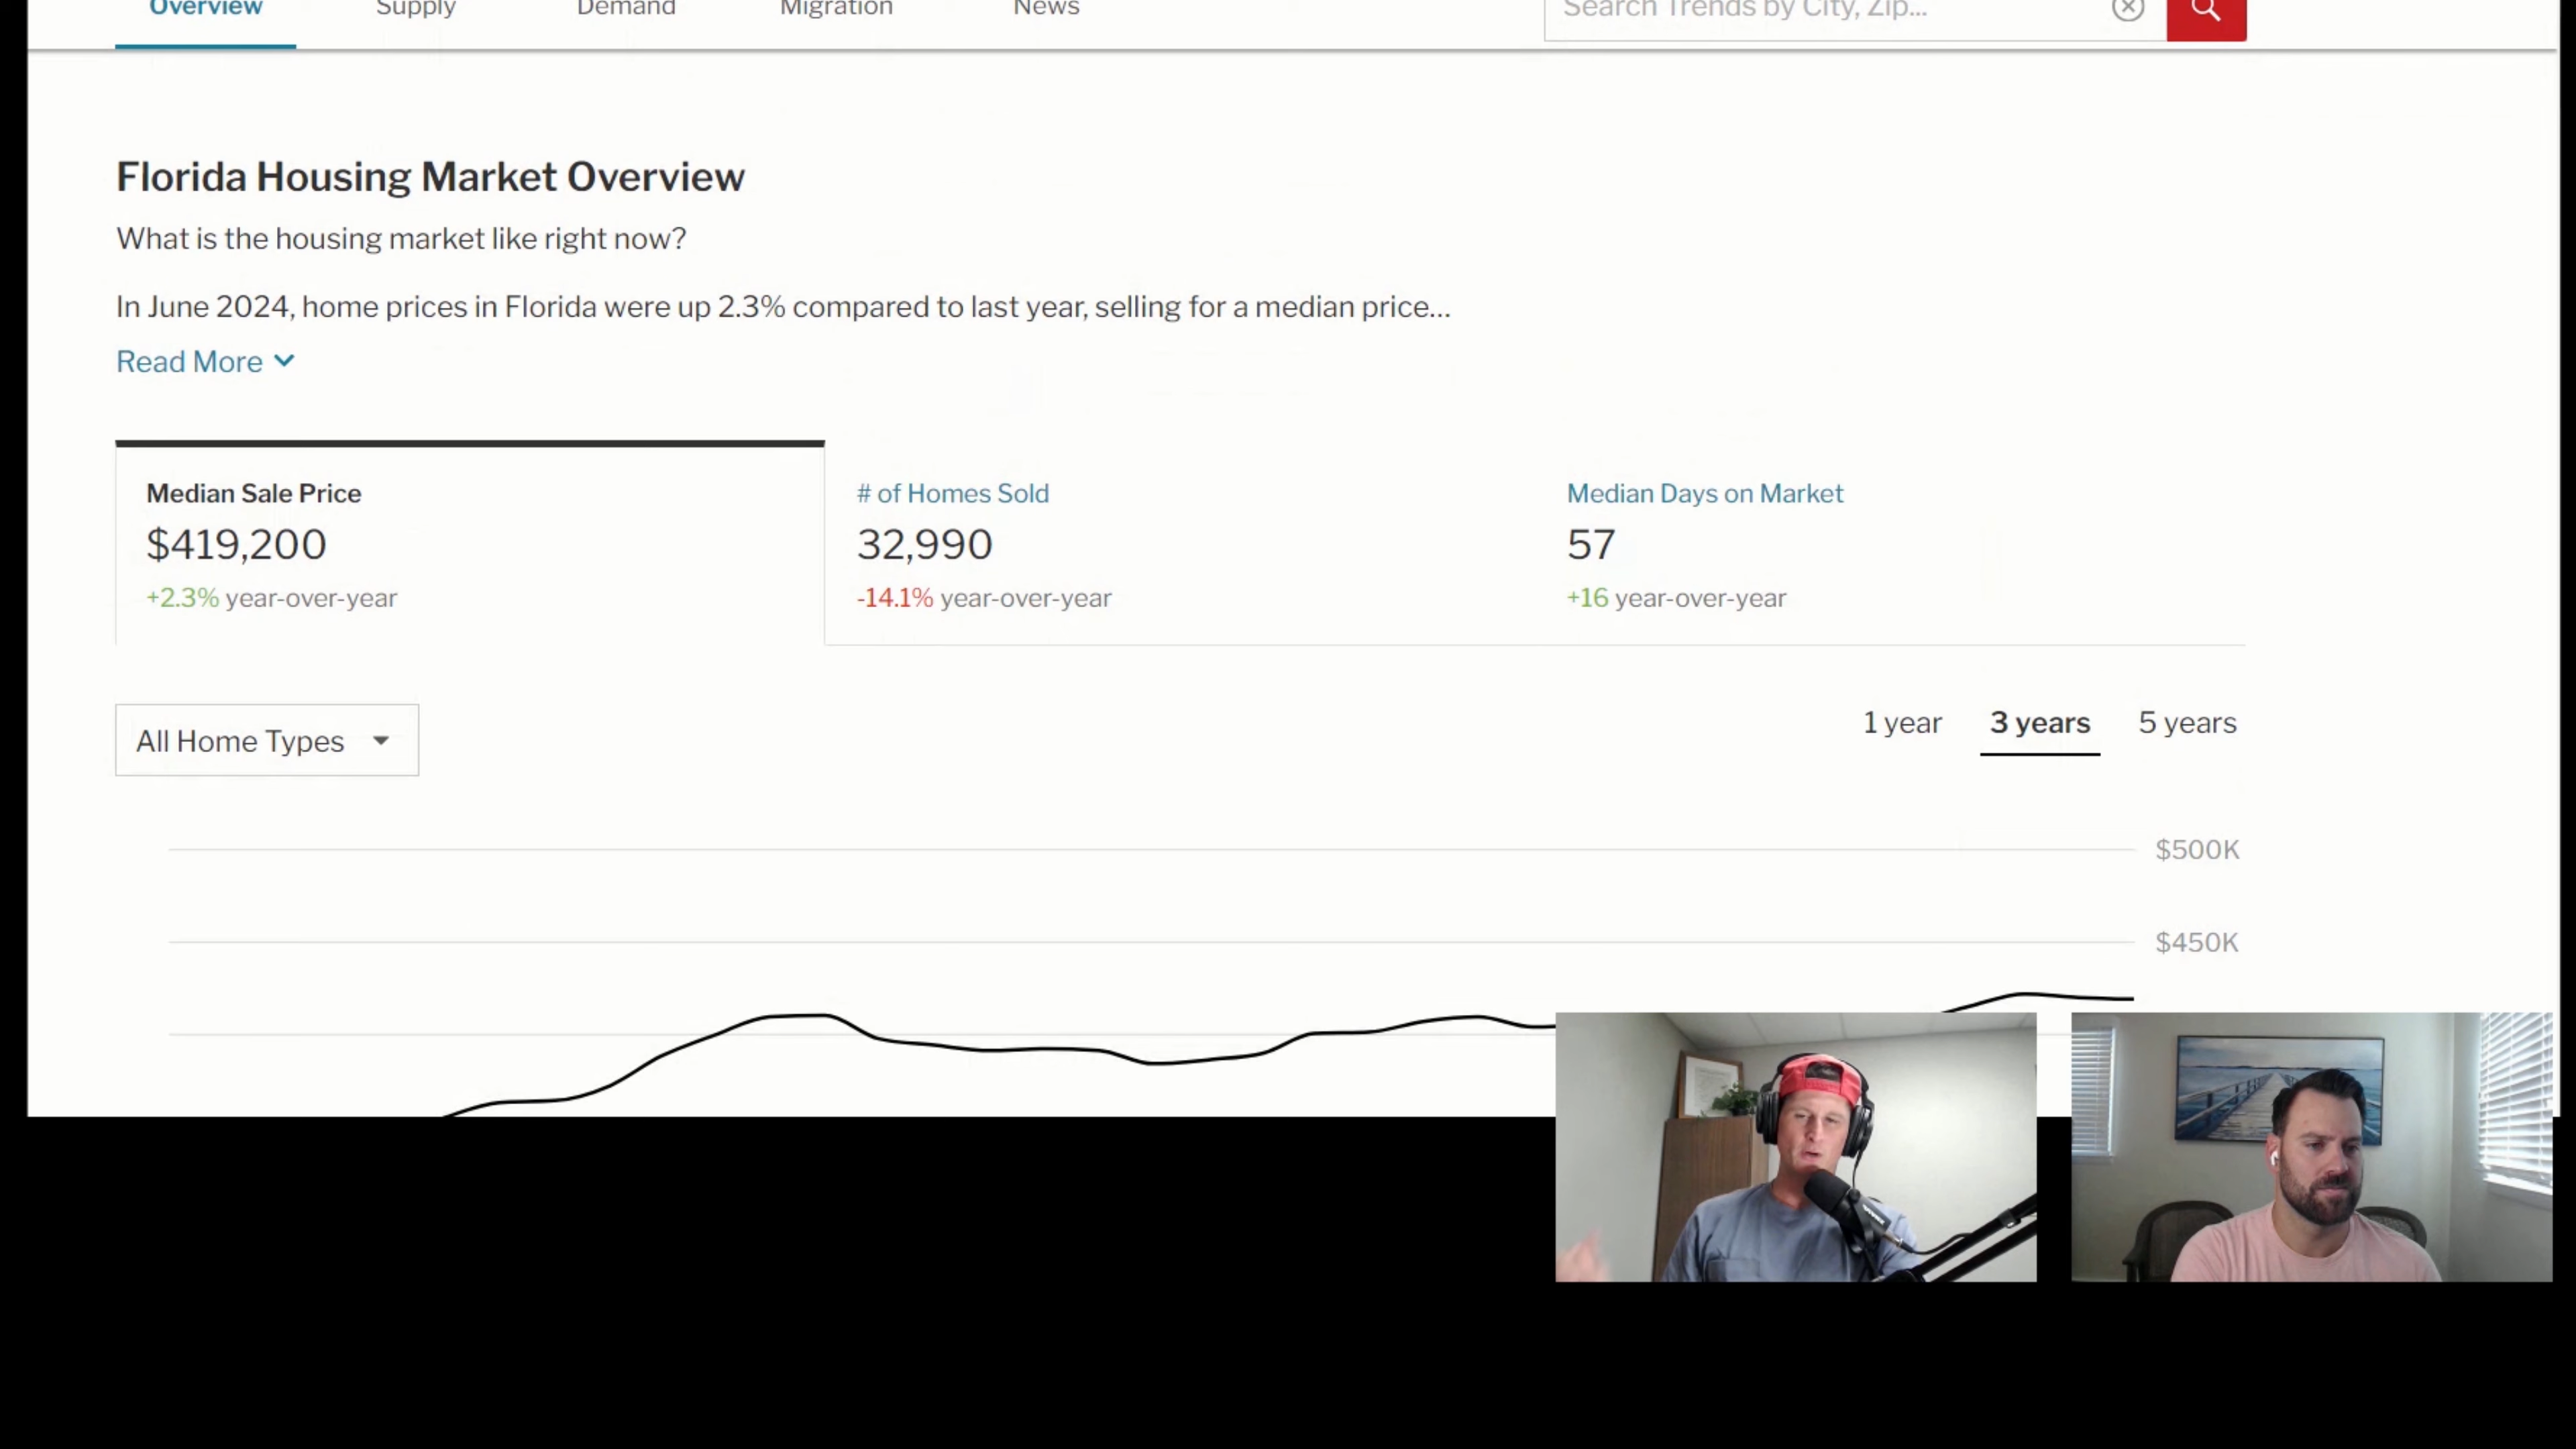 Overview Supply Demand Migration News Search Trends by City, Zip...
Florida Housing Market Overview
What is the housing market like right now?
In June 2024, home prices in Florida were up 2.3% compared to last year, selling for a median price...
Read More
Median Sale Price
$419,200
+2.3% year-over-year
# of Homes Sold
32,990
-14.1% year-over-year
Median Days on Market
57
+16 year-over-year
All Home Types
1 year 3 years 5 years
$500K
$450K